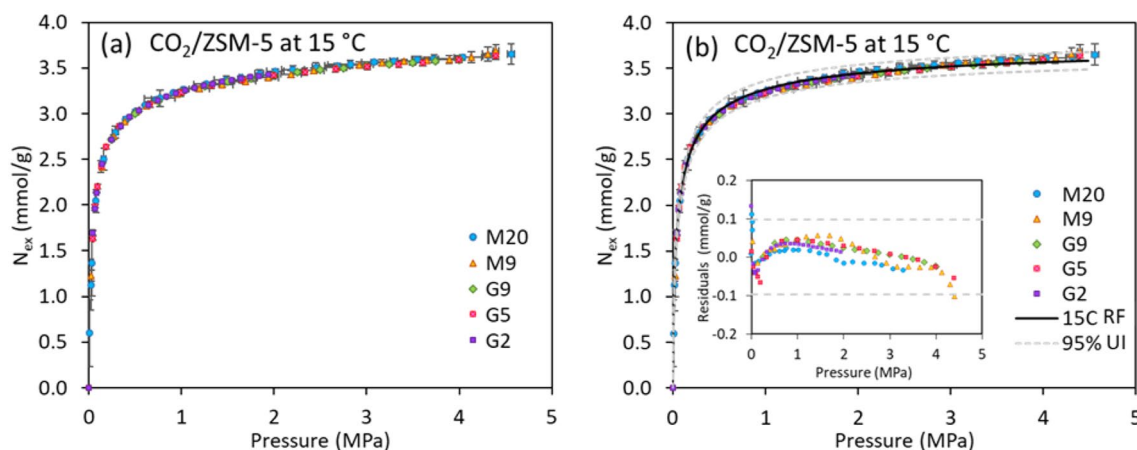 (a) CO2/ZSM-5 at 15 °C
4.0
3.5
3.0
2.5
2.0
1.5
1.0
0.5
0.0
Nex (mmol/g)
M20
M9
G9
G5
G2
0 1 2 3 4 5
Pressure (MPa)
(b) CO2/ZSM-5 at 15 °C
4.0
3.5
3.0
2.5
2.0
1.5
1.0
0.5
0.0
Nex (mmol/g)
0.2
0.1
0.0
-0.1
-0.2
Residuals (mmol/g)
0 1 2 3 4 5
Pressure (MPa)
M20
M9
G9
G5
G2
15C RF
95% UI
0 1 2 3 4 5
Pressure (MPa)